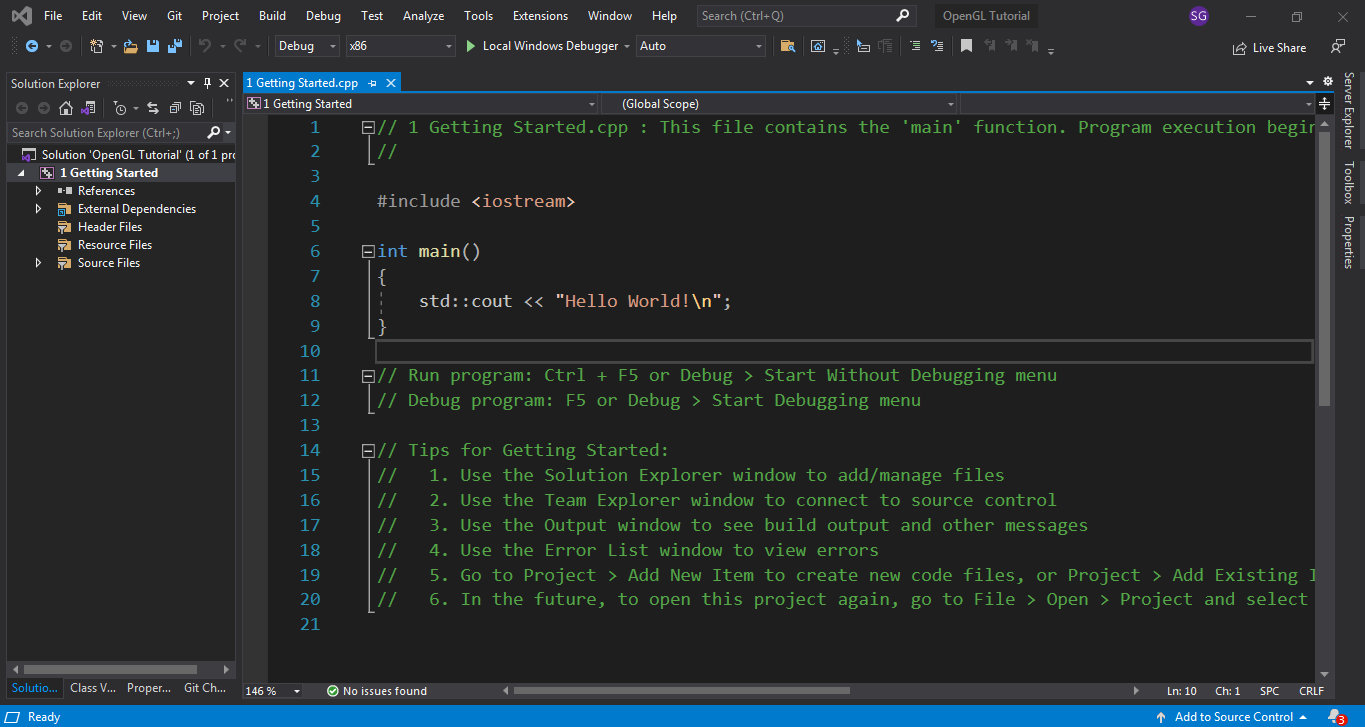 File Edit View Git Project Build Debug Test Analyze Tools Extensions Window Help Search (Ctrl+Q) OpenGL Tutorial SG
Debug x86 Local Windows Debugger Auto Live Share
Solution Explorer
Search Solution Explorer (Ctrl+;)
Solution 'OpenGL Tutorial' (1 of 1 pro
1 Getting Started
References
External Dependencies
Header Files
Resource Files
Source Files
Solutio... Class V... Proper... Git Ch...
1 Getting Started.cpp
1 Getting Started (Global Scope)
1 // 1 Getting Started.cpp : This file contains the 'main' function. Program execution begin
2 //
3
4 #include <iostream>
5
6 int main()
7 {
8 std::cout << "Hello World!\n";
9 }
10
11 // Run program: Ctrl + F5 or Debug > Start Without Debugging menu
12 // Debug program: F5 or Debug > Start Debugging menu
13
14 // Tips for Getting Started:
15 // 1. Use the Solution Explorer window to add/manage files
16 // 2. Use the Team Explorer window to connect to source control
17 // 3. Use the Output window to see build output and other messages
18 // 4. Use the Error List window to view errors
19 // 5. Go to Project > Add New Item to create new code files, or Project > Add Existing I
20 // 6. In the future, to open this project again, go to File > Open > Project and select
21
146 % No issues found Ln: 10 Ch: 1 SPC CRLF
Server Explorer
Toolbox
Properties
Ready Add to Source Control 3